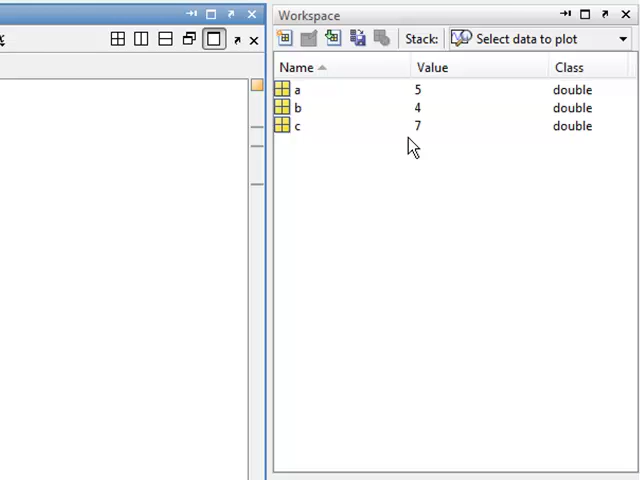 Workspace
Stack: Select data to plot
Name Value Class
a 5 double
b 4 double
c 7 double